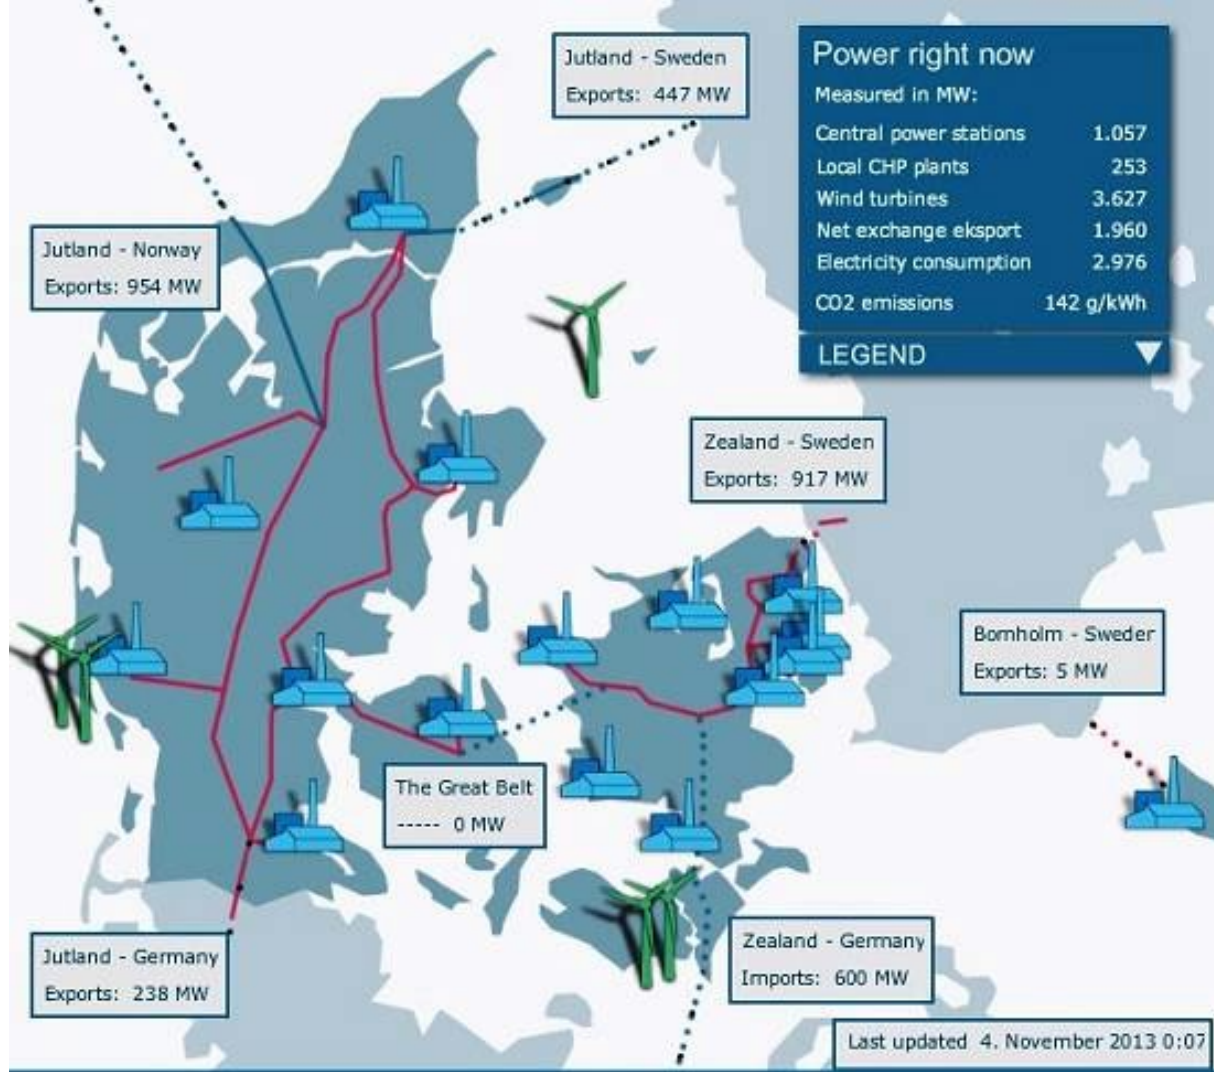 Jutland - Sweden
Exports: 447 MW
Power right now
Measured in MW:
Central power stations 1.057
Local CHP plants 253
Wind turbines 3.627
Net exchange eksport 1.960
Electricity consumption 2.976
CO2 emissions 142 g/kWh
LEGEND
Jutland - Norway
Exports: 954 MW
Zealand - Sweden
Exports: 917 MW
Bornholm - Sweder
Exports: 5 MW
The Great Belt
----- 0 MW
Jutland - Germany
Exports: 238 MW
Zealand - Germany
Imports: 600 MW
Last updated 4. November 2013 0:07